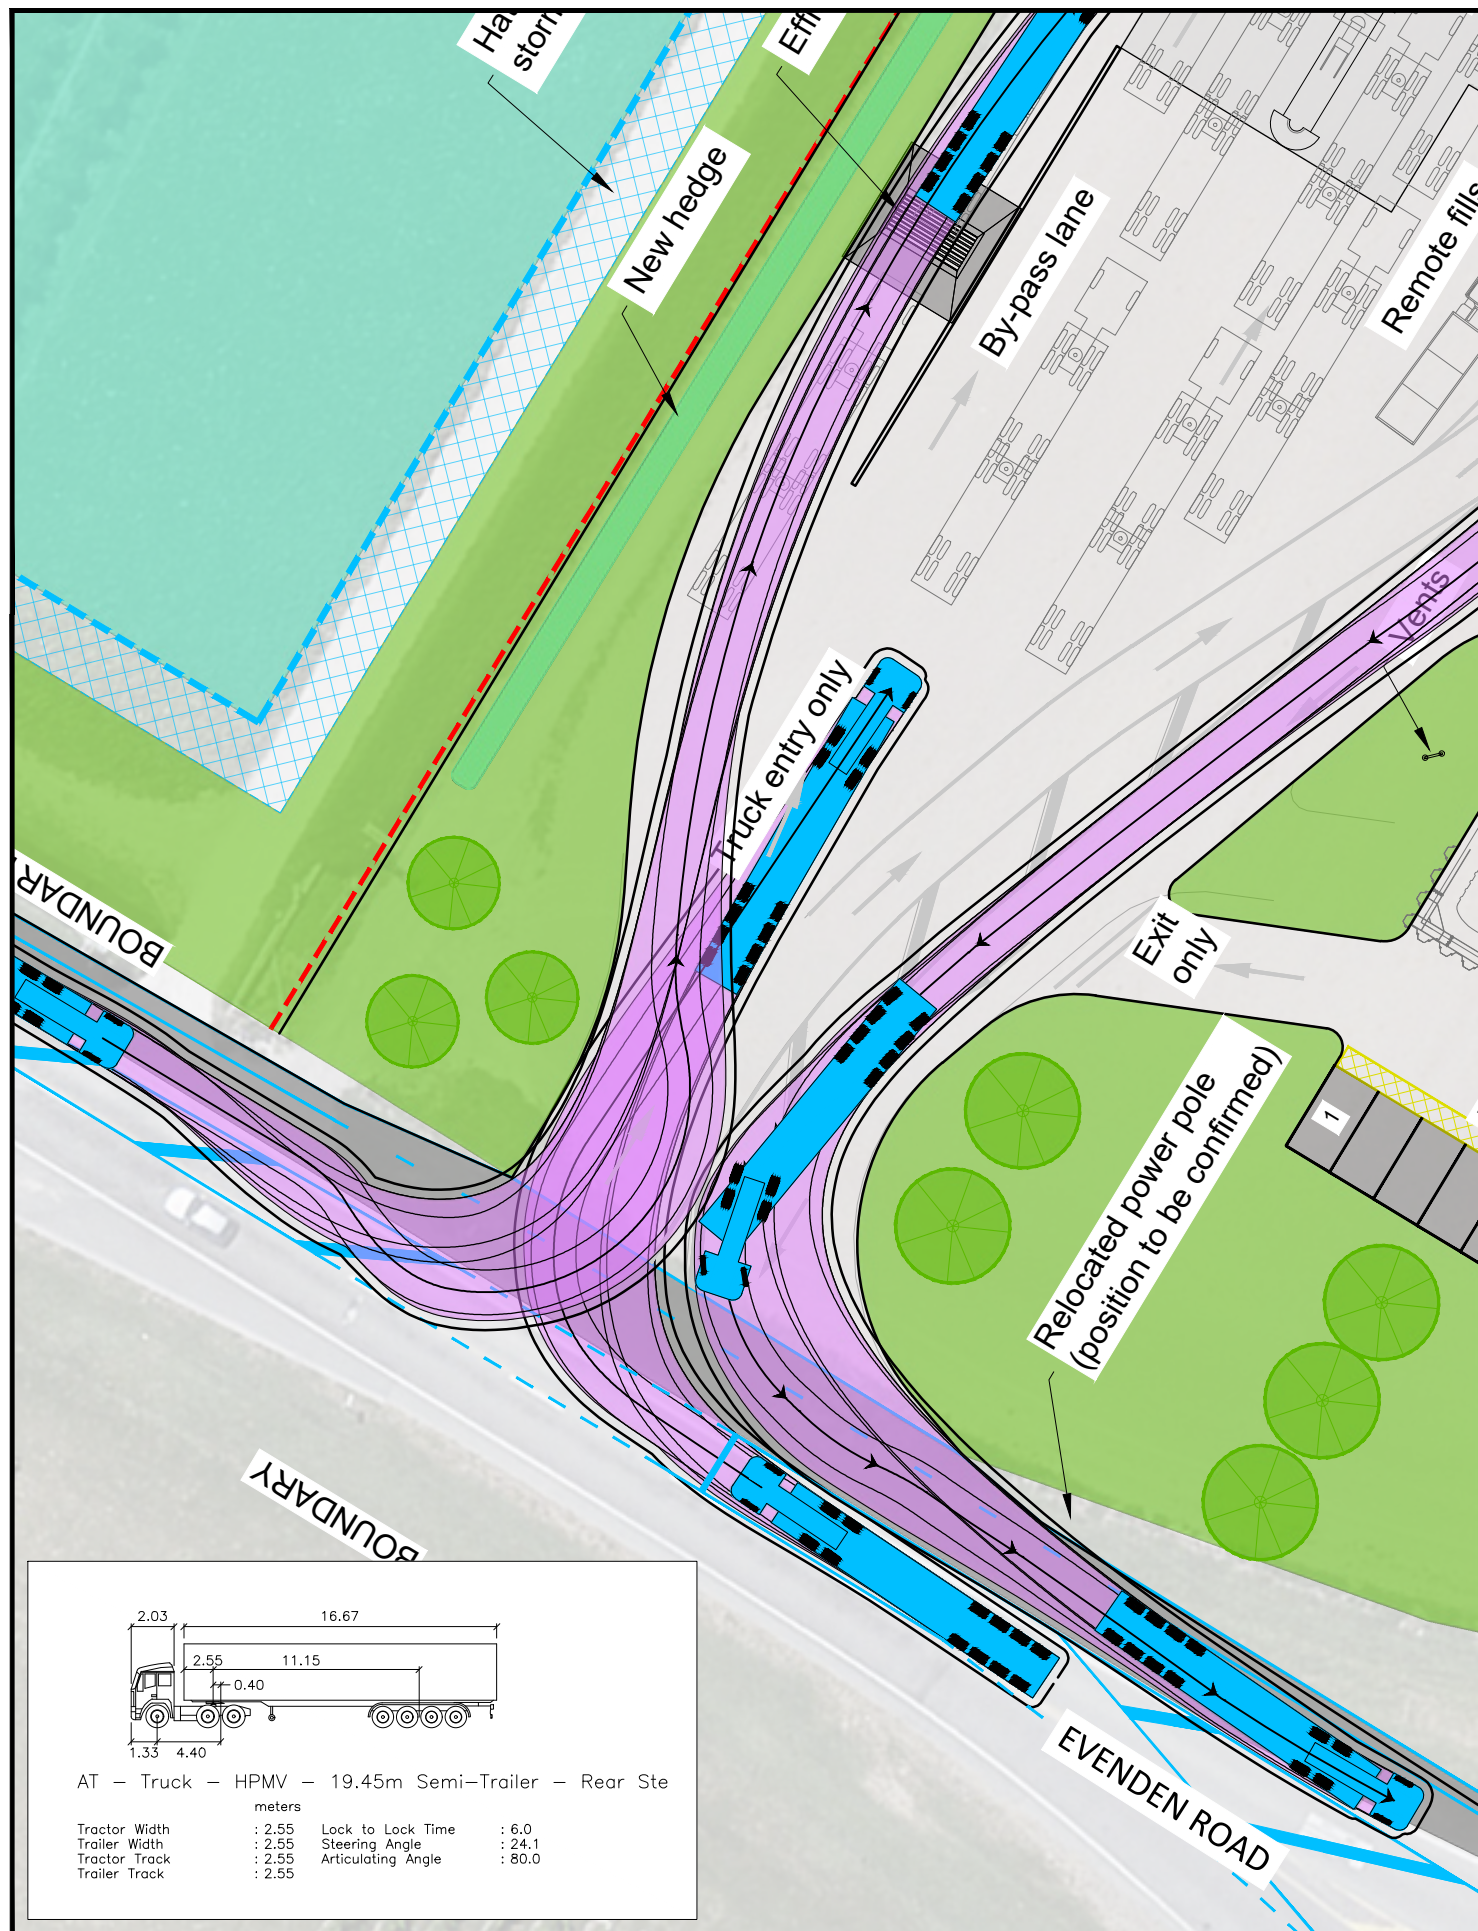 New hedge
By-pass lane
Remote fills
Truck entry only
Vents
Exit
only
1
Relocated power pole
(position to be confirmed)
BOUNDARY
EVENDEN ROAD
2.03
16.67
2.55
11.15
0.40
1.33
4.40
AT - Truck - HPMV - 19.45m Semi-Trailer - Rear Ste
meters
Tractor Width : 2.55 Lock to Lock Time : 6.0
Trailer Width : 2.55 Steering Angle : 24.1
Tractor Track : 2.55 Articulating Angle : 80.0
Trailer Track : 2.55